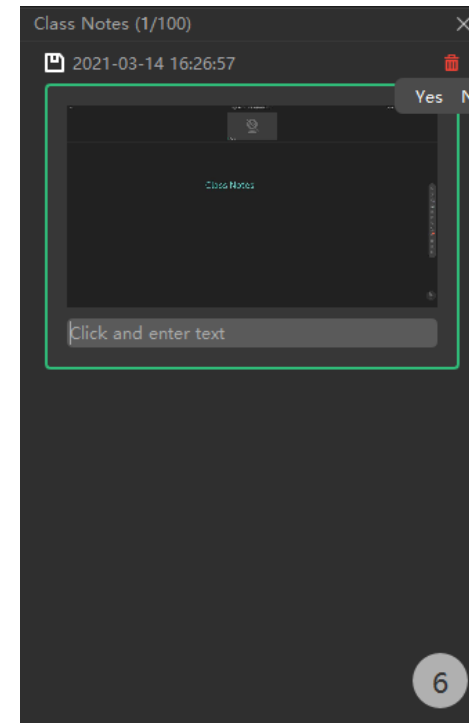 Class Notes (1/100)
2021-03-14 16:26:57
Yes N
Class Notes
Click and enter text
6